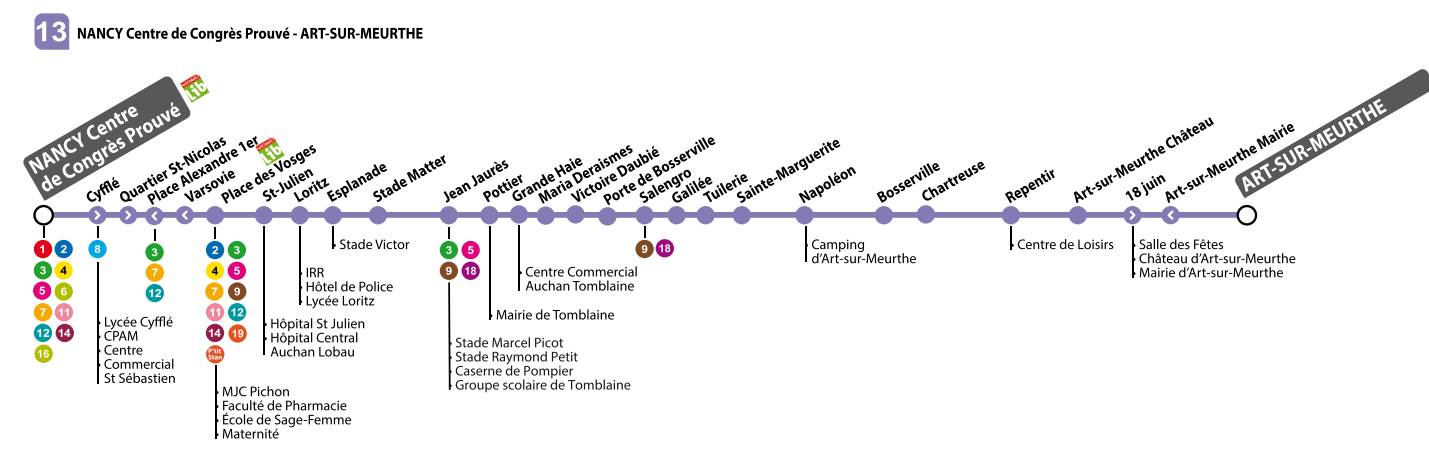 13 NANCY Centre de Congrès Prouvé - ART-SUR-MEURTHE
NANCY Centre
de Congrès Prouvé
Lib
Cyfflé
Quartier St-Nicolas
Place Alexandre 1er
Varsovie
Lib
Place des Vosges
St-Julien
Loritz
Esplanade
Stade Matter
Jean Jaurès
Pottier
Grande Haie
Maria Deraismes
Victoire Daubié
Porte de Bosserville
Salengro
Galilée
Tuilerie
Sainte-Marguerite
Napoléon
Bosserville
Chartreuse
Repentir
Art-sur-Meurthe Château
18 juin
Art-sur-Meurthe Mairie
ART-SUR-MEURTHE
1 2
3 4
5 6
7 11
12 14
16
8
Lycée Cyfflé
CPAM
Centre
Commercial
St Sébastien
3
7
12
2 3
4 5
7 9
11 12
14 19
P'tit
Stan
MJC Pichon
Faculté de Pharmacie
École de Sage-Femme
Maternité
Hôpital St Julien
Hôpital Central
Auchan Lobau
IRR
Hôtel de Police
Lycée Loritz
Stade Victor
3 5
9 18
Stade Marcel Picot
Stade Raymond Petit
Caserne de Pompier
Groupe scolaire de Tomblaine
Mairie de Tomblaine
Centre Commercial
Auchan Tomblaine
9 18
Camping
d'Art-sur-Meurthe
Centre de Loisirs
Salle des Fêtes
Château d'Art-sur-Meurthe
Mairie d'Art-sur-Meurthe